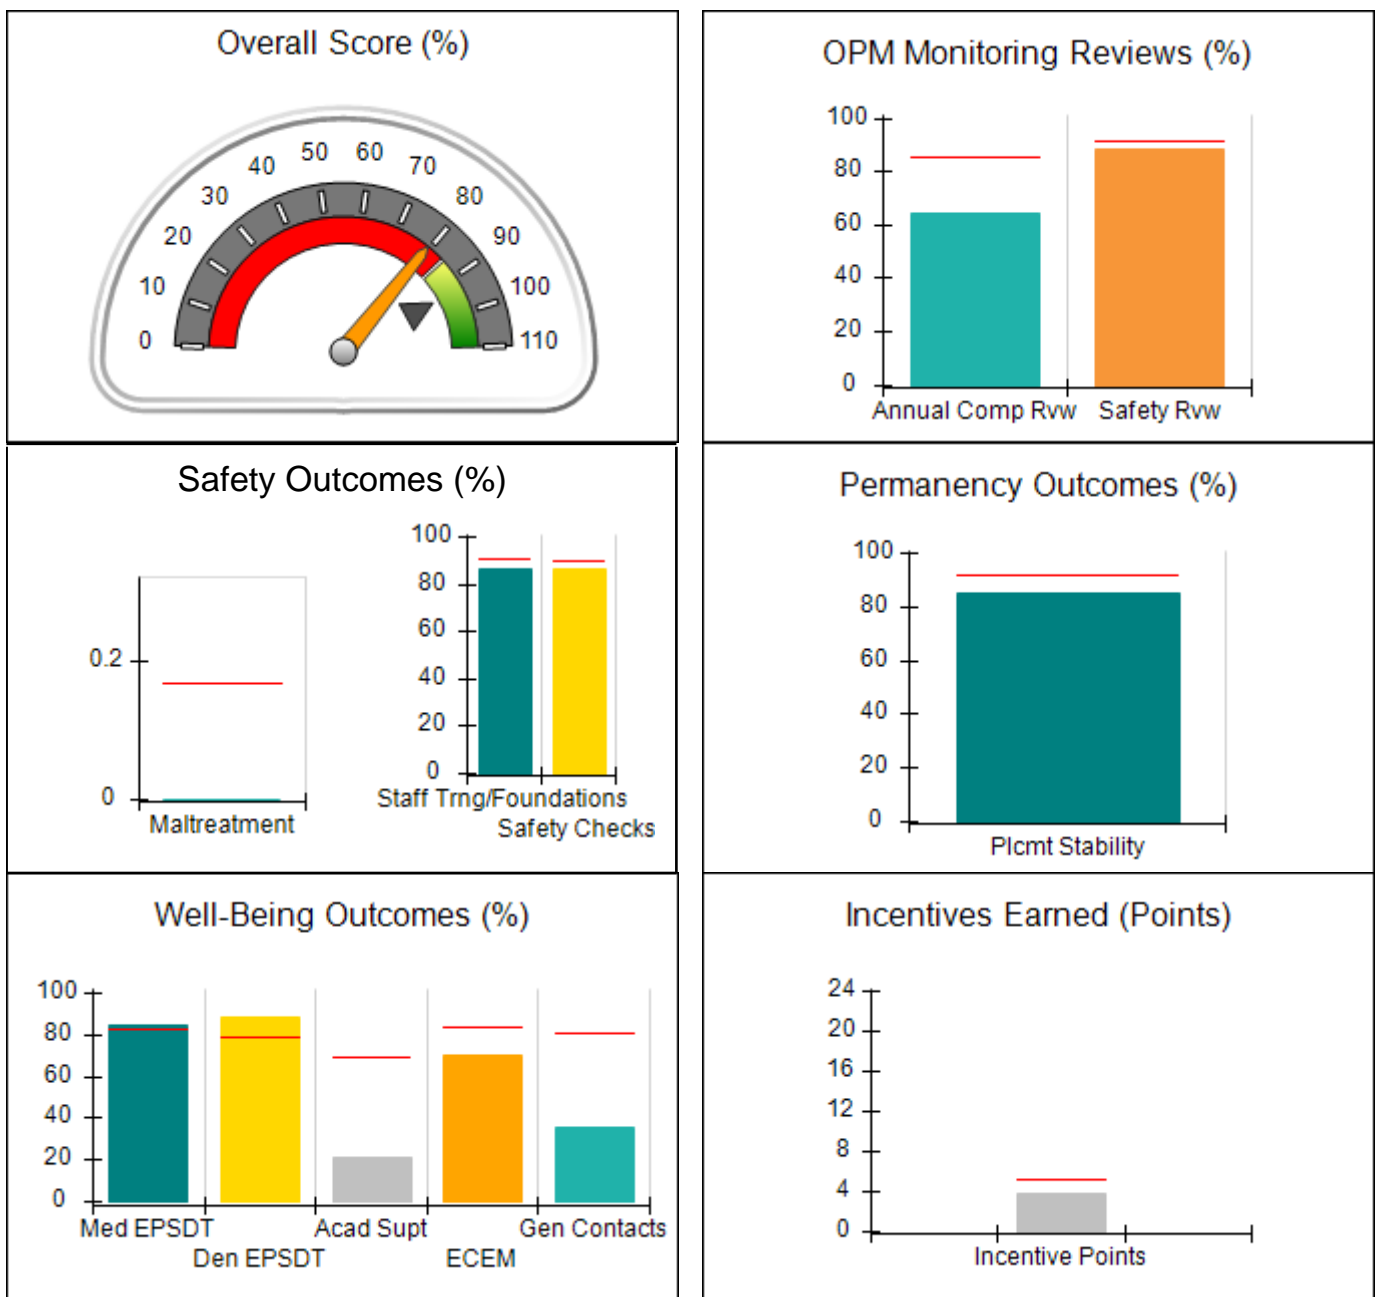 Overall Score (%)
0 10 20 30 40 50 60 70 80 90 100 110
OPM Monitoring Reviews (%)
100
80
60
40
20
0
Annual Comp Rvw Safety Rvw
Safety Outcomes (%)
0.2
0
Maltreatment
100
80
60
40
20
0
Staff Trng/Foundations
Safety Checks
Permanency Outcomes (%)
100
80
60
40
20
0
Plcmt Stability
Well-Being Outcomes (%)
100
80
60
40
20
0
Med EPSDT Acad Supt Gen Contacts
Den EPSDT ECEM
Incentives Earned (Points)
24
20
16
12
8
4
0
Incentive Points